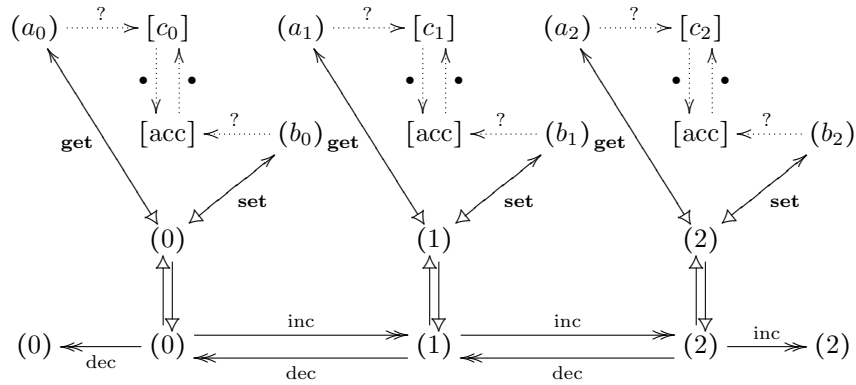 (a₀) ? [c₀] (a₁) ? [c₁] (a₂) ? [c₂]
• • • • • •
[acc] ? (b₀) [acc] ? (b₁) [acc] ? (b₂)
get get get
set set set
(0) (1) (2)
inc inc
(0) (0) (1) (2) inc (2)
dec dec dec